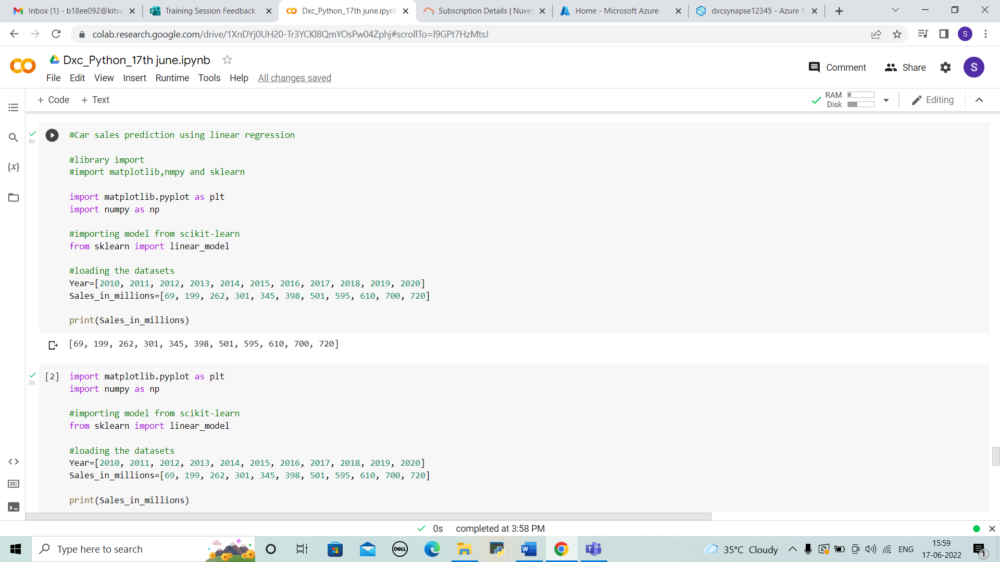 Inbox (1) - b18ee092@kitsw
Training Session Feedback
Dxc_Python_17th june.ipynb
Subscription Details | Nuvep
Home - Microsoft Azure
dxcsynapse12345 - Azure S
colab.research.google.com/drive/1XnDYj0UH20-Tr3YCKl8QmYOsPw04Zphj#scrollTo=l9GPt7HzMtsJ
S
Dxc_Python_17th june.ipynb
Comment
Share
S
File Edit View Insert Runtime Tools Help All changes saved
+ Code + Text
RAM
Disk
Editing
0s
#Car sales prediction using linear regression
#library import
#import matplotlib,nmpy and sklearn
{x}
import matplotlib.pyplot as plt
import numpy as np
#importing model from scikit-learn
from sklearn import linear_model
#loading the datasets
Year=[2010, 2011, 2012, 2013, 2014, 2015, 2016, 2017, 2018, 2019, 2020]
Sales_in_millions=[69, 199, 262, 301, 345, 398, 501, 595, 610, 700, 720]
print(Sales_in_millions)
[69, 199, 262, 301, 345, 398, 501, 595, 610, 700, 720]
0s
[2] import matplotlib.pyplot as plt
import numpy as np
#importing model from scikit-learn
from sklearn import linear_model
#loading the datasets
Year=[2010, 2011, 2012, 2013, 2014, 2015, 2016, 2017, 2018, 2019, 2020]
Sales_in_millions=[69, 199, 262, 301, 345, 398, 501, 595, 610, 700, 720]
print(Sales_in_millions)
0s completed at 3:58 PM
Type here to search
DELL
W
35°C Cloudy
ENG
15:59
17-06-2022
1